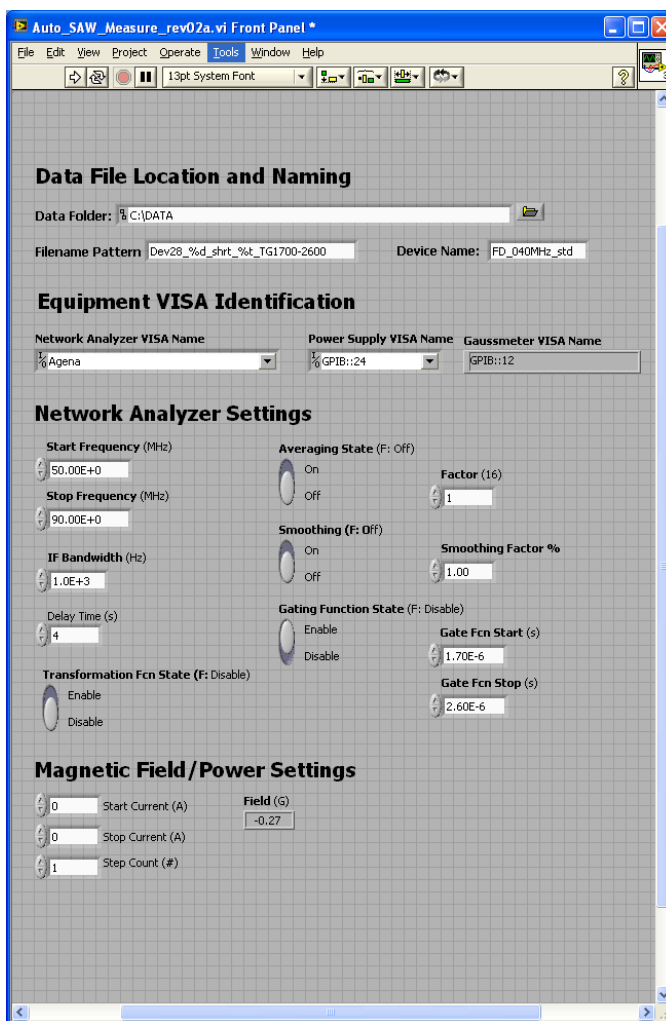 Auto_SAW_Measure_rev02a.vi Front Panel *
File Edit View Project Operate Tools Window Help
13pt System Font
Data File Location and Naming
Data Folder: C:\DATA
Filename Pattern Dev28_%d_shrt_%t_TG1700-2600 Device Name: FD_040MHz_std
Equipment VISA Identification
Network Analyzer VISA Name Power Supply VISA Name Gaussmeter VISA Name
I/O Agena I/O GPIB::24 GPIB::12
Network Analyzer Settings
Start Frequency (MHz) Averaging State (F: Off)
50.00E+0 On Factor (16)
Stop Frequency (MHz) Off 1
90.00E+0
Smoothing (F: Off)
IF Bandwidth (Hz) On Smoothing Factor %
1.0E+3 Off 1.00
Delay Time (s) Gating Function State (F: Disable)
4 Enable Gate Fcn Start (s)
Disable 1.70E-6
Transformation Fcn State (F: Disable) Gate Fcn Stop (s)
Enable 2.60E-6
Disable
Magnetic Field/Power Settings
0 Start Current (A) Field (G)
-0.27
0 Stop Current (A)
1 Step Count (#)